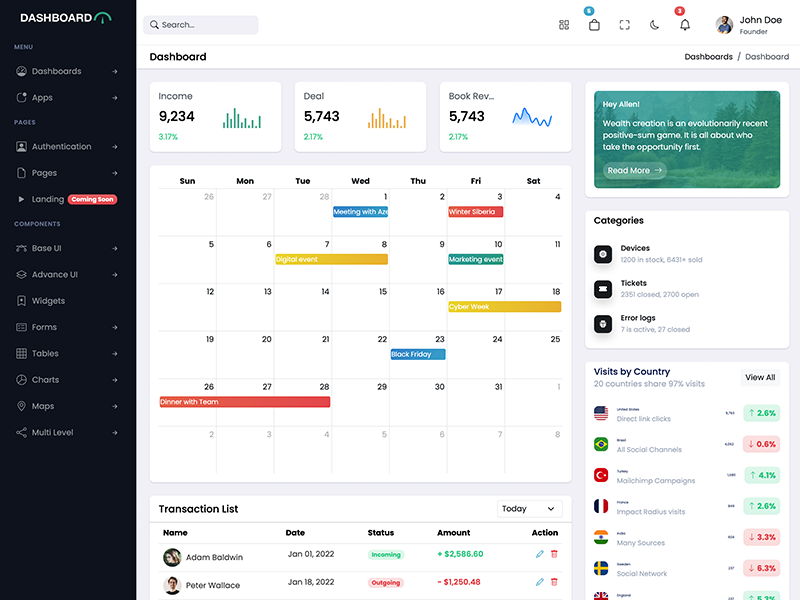 DASHBOARD
Search...
5
3
John Doe
Founder
MENU
Dashboards
Apps
PAGES
Authentication
Pages
Landing Coming Soon
COMPONENTS
Base UI
Advance UI
Widgets
Forms
Tables
Charts
Maps
Multi Level
Dashboard
Dashboards / Dashboard
Income
9,234
3.17%
Deal
5,743
2.17%
Book Rev...
5,743
2.17%
Hey Allen!
Wealth creation is an evolutionarily recent
positive-sum game. It is all about who
take the opportunity first.
Read More
Sun Mon Tue Wed Thu Fri Sat
26 27 28 1 2 3 4
Meeting with Aze Winter Siberia
5 6 7 8 9 10 11
Digital event Marketing event
12 13 14 15 16 17 18
Cyber Week
19 20 21 22 23 24 25
Black Friday
26 27 28 29 30 31 1
Dinner with Team
2 3 4 5 6 7 8
Categories
Devices
1200 in stock, 6431+ sold
Tickets
2351 closed, 2700 open
Error logs
7 is active, 27 closed
Visits by Country
20 countries share 97% visits
View All
United States
Direct link clicks
2.6%
Brazil
All Social Channels
0.6%
Turkey
Mailchimp Campaigns
4.1%
France
Impact Radius visits
2.6%
India
Many Sources
3.3%
Sweden
Social Network
6.3%
England
5.3%
Transaction List
Today
Name Date Status Amount Action
Adam Baldwin Jan 01, 2022 Incoming + $2,586.60
Peter Wallace Jan 18, 2022 Outgoing - $1,250.48